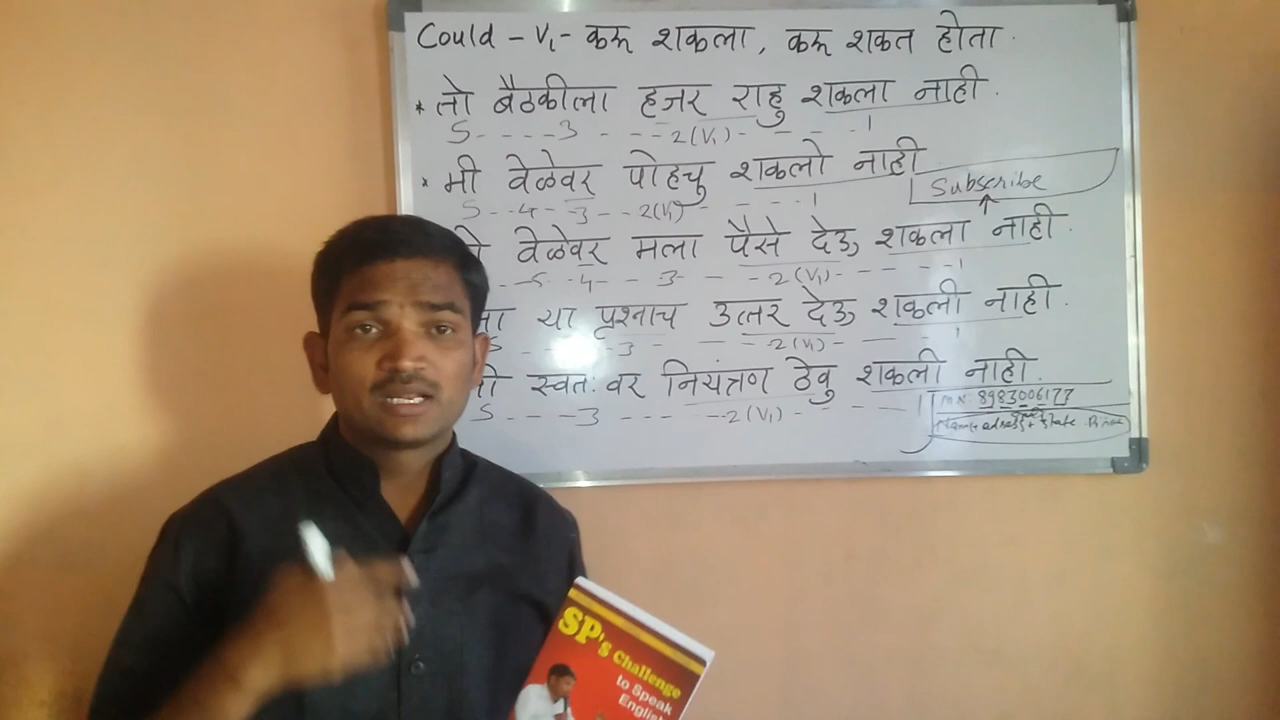 Could - V₁ - करू शकला, करू शकत होता.
* तो बैठकीला हजर राहु शकला नाही.
S - - - - 3 - - - 2(V₁) - - - - 1
* मी वेळेवर पोहचु शकलो नाही
S - - 4 - - 3 - - - 2(V₁) - - - - 1
Subscribe
वेळेवर मला पैसे देऊ शकला नाही.
- - S - - 4 - - - 3 - - - 2(V₁) - - - - - 1
या प्रश्नाच उत्तर देऊ शकली नाही.
S - - - - 3 - - - 2(V₁) - - - - 1
स्वतः वर नियंत्रण ठेवु शकली नाही.
S - - - - 3 - - - - - 2(V₁) - - - - 1
M N: 8983006177
SP's Challenge
to Speak